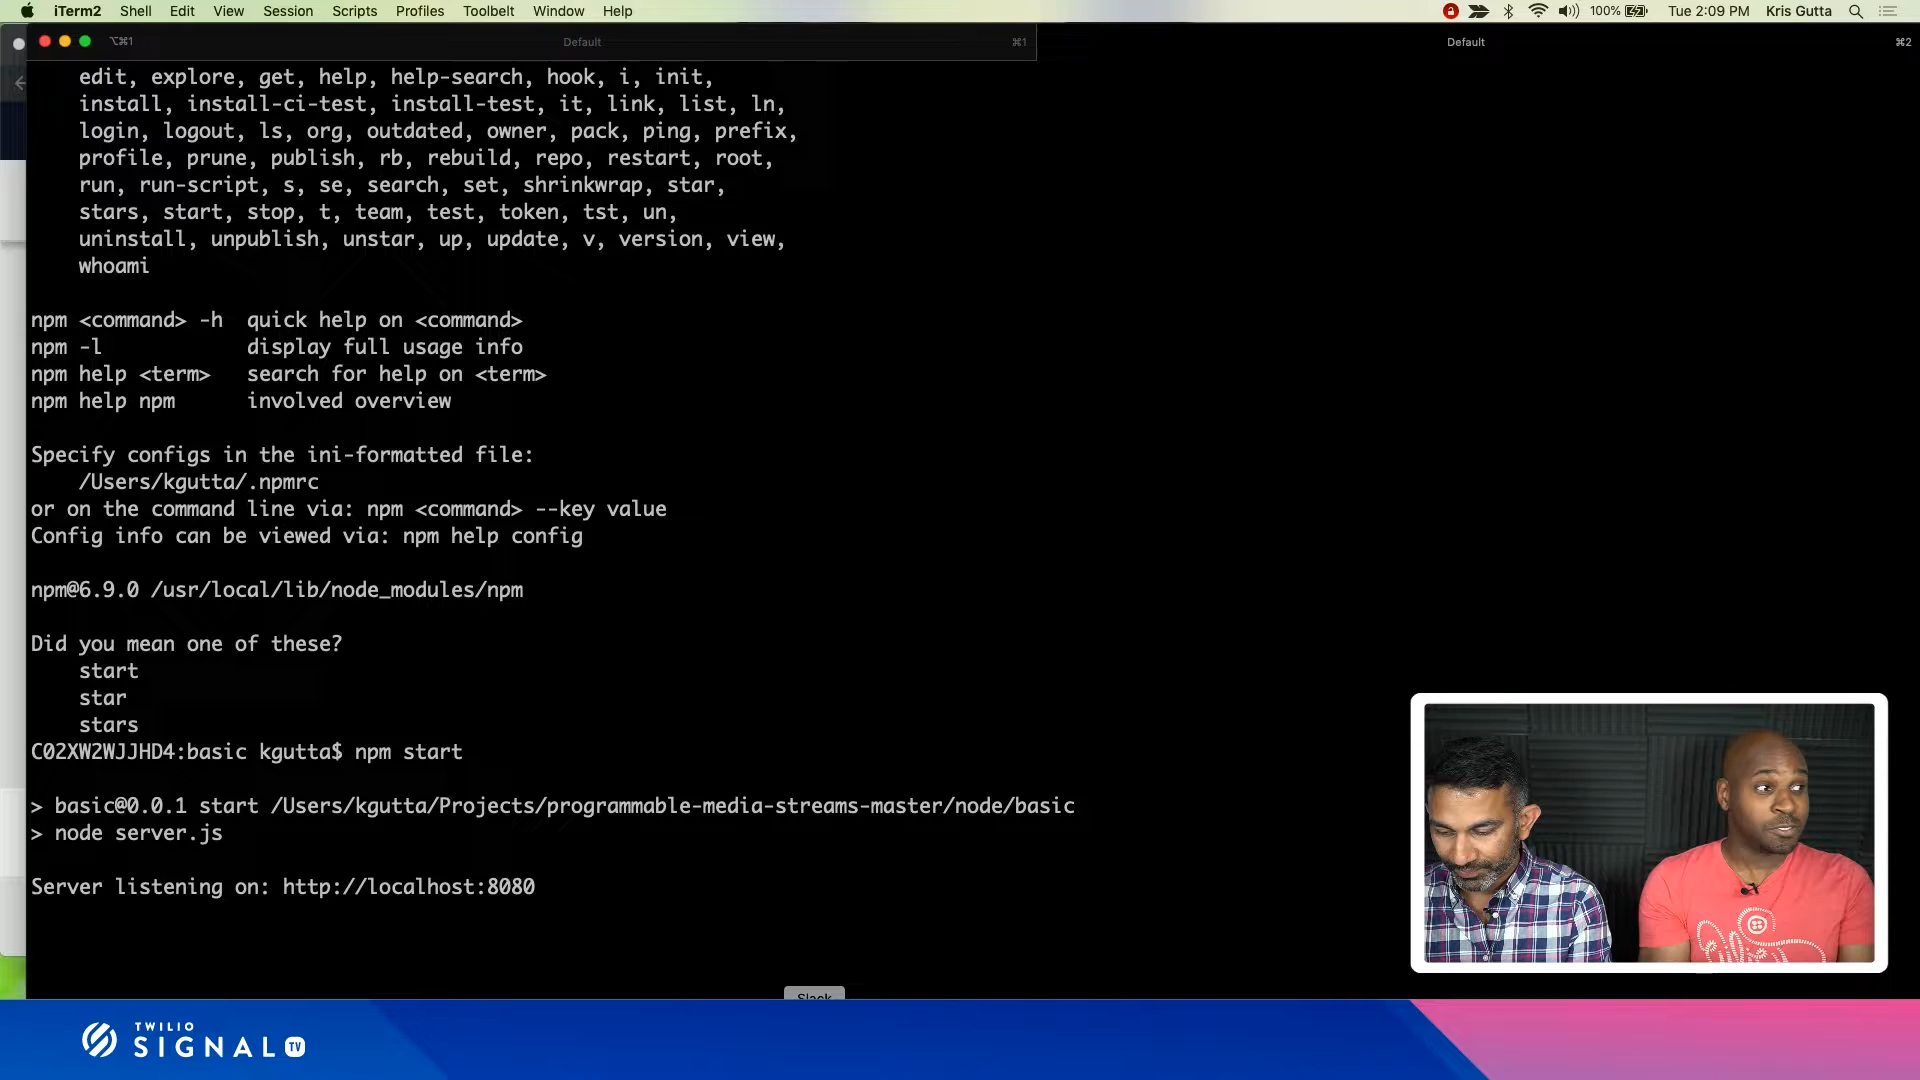 iTerm2 Shell Edit View Session Scripts Profiles Toolbelt Window Help 100% Tue 2:09 PM Kris Gutta
⌥⌘1 Default ⌘1 Default ⌘2
edit, explore, get, help, help-search, hook, i, init,
install, install-ci-test, install-test, it, link, list, ln,
login, logout, ls, org, outdated, owner, pack, ping, prefix,
profile, prune, publish, rb, rebuild, repo, restart, root,
run, run-script, s, se, search, set, shrinkwrap, star,
stars, start, stop, t, team, test, token, tst, un,
uninstall, unpublish, unstar, up, update, v, version, view,
whoami
npm <command> -h quick help on <command>
npm -l display full usage info
npm help <term> search for help on <term>
npm help npm involved overview
Specify configs in the ini-formatted file:
/Users/kgutta/.npmrc
or on the command line via: npm <command> --key value
Config info can be viewed via: npm help config
npm@6.9.0 /usr/local/lib/node_modules/npm
Did you mean one of these?
start
star
stars
C02XW2WJJHD4:basic kgutta$ npm start
> basic@0.0.1 start /Users/kgutta/Projects/programmable-media-streams-master/node/basic
> node server.js
Server listening on: http://localhost:8080
Slack
TWILIO
SIGNAL TV